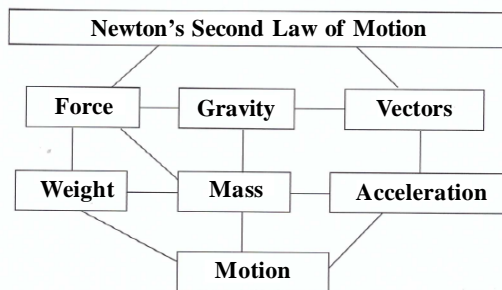 Newton's Second Law of Motion
Force Gravity Vectors
Weight Mass Acceleration
Motion